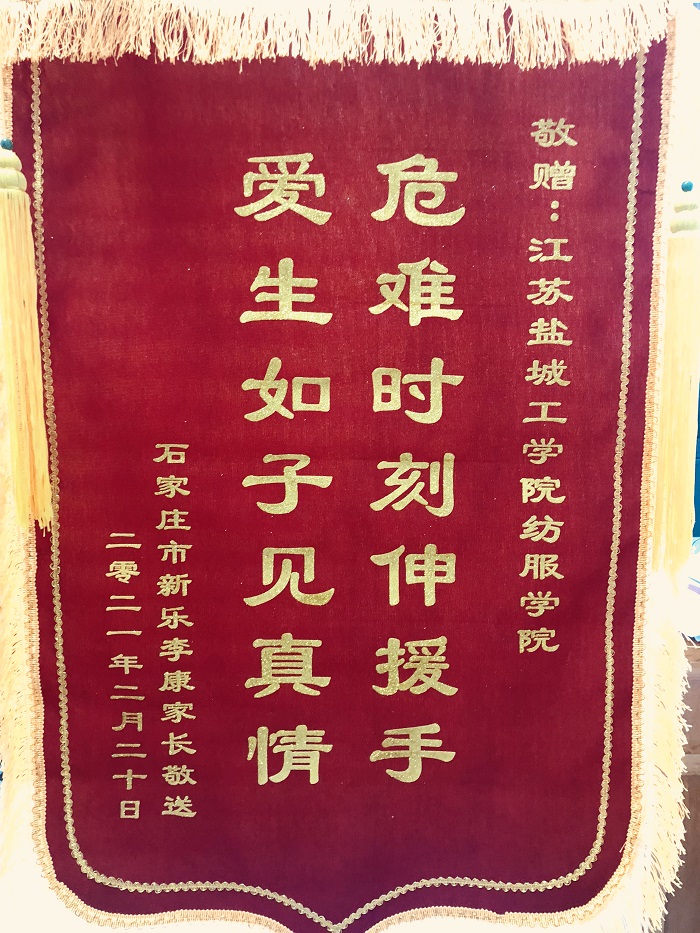 敬赠：江苏盐城工学院纺服学院
危难时刻伸援手
爱生如子见真情
石家庄市新乐李康家长敬送
二零二一年二月二十日